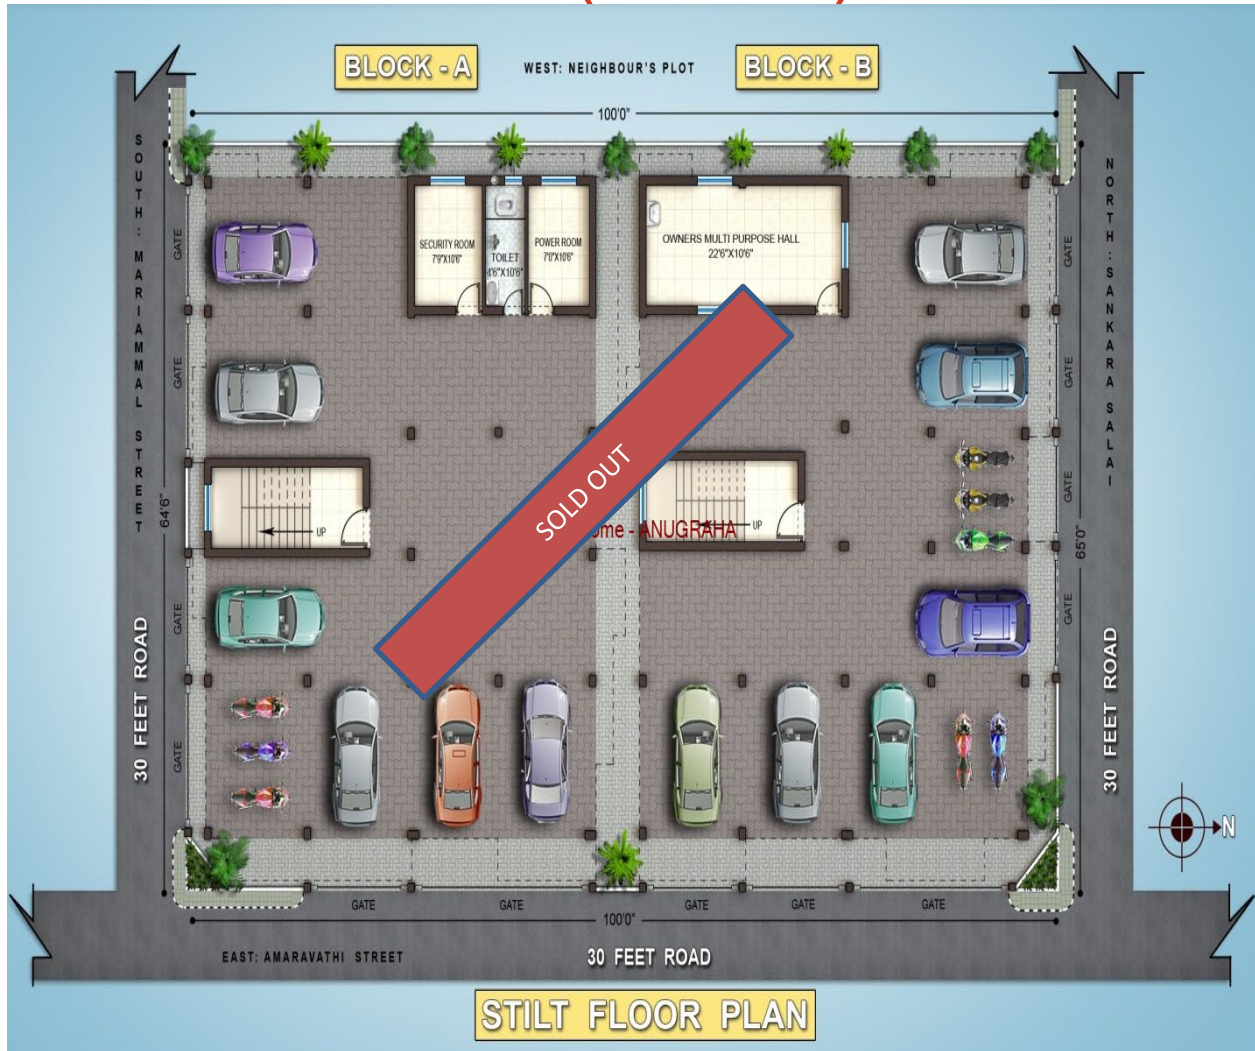 BLOCK - A
WEST: NEIGHBOUR'S PLOT
BLOCK - B
100'0"
SOUTH: MARIAMMAL STREET
NORTH: SANKARA SALAI
GATE
GATE
SECURITY ROOM
7'9"X10'6"
TOILET
4'6"X10'6"
POWER ROOM
7'0"X10'6"
OWNERS MULTI PURPOSE HALL
22'6"X10'6"
GATE
GATE
GATE
64'6"
UP
SOLD OUT
ome - ANUGRAHA
UP
65'0"
GATE
GATE
GATE
30 FEET ROAD
30 FEET ROAD
N
GATE
GATE
GATE
GATE
GATE
100'0"
EAST: AMARAVATHI STREET
30 FEET ROAD
STILT FLOOR PLAN